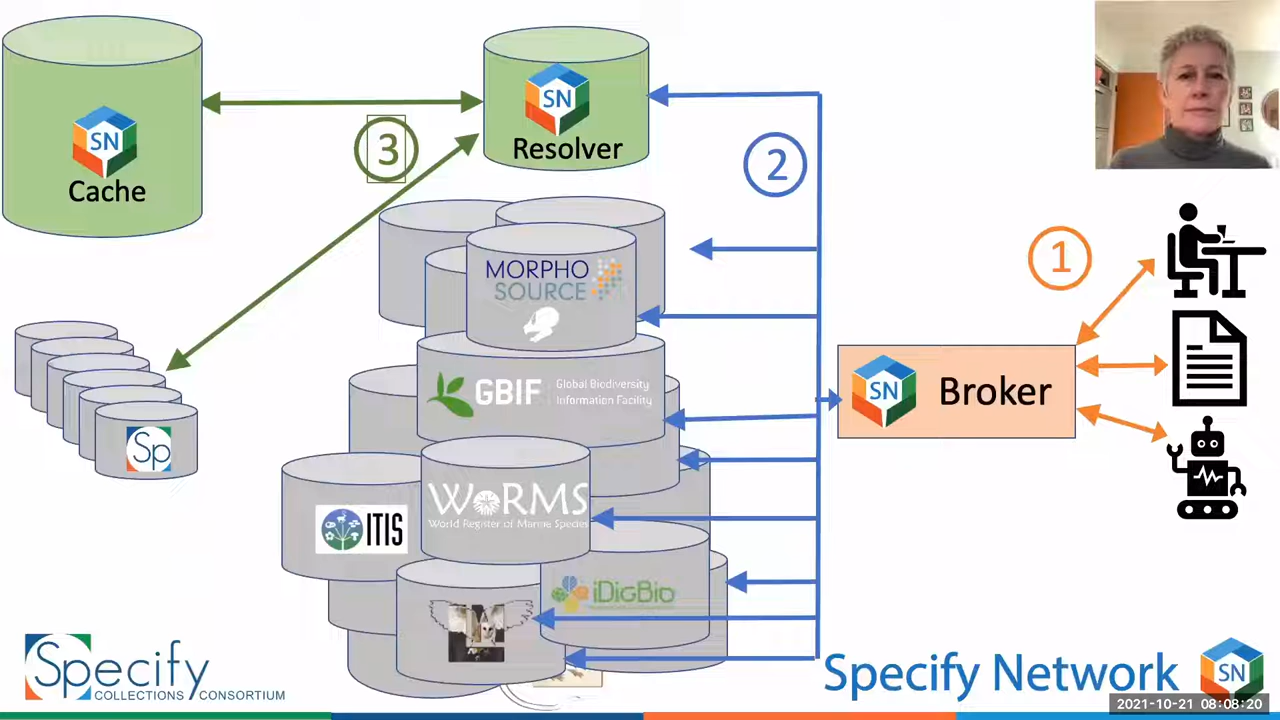 SN
Cache
SN
Resolver
3
2
1
MORPHO
SOURCE
GBIF
Global Biodiversity
Information Facility
WoRMS
World Register of Marine Species
ITIS
iDigBio
Sp
SN
Broker
Specify
COLLECTIONS CONSORTIUM
Specify Network
SN
2021-10-21 08:08:20